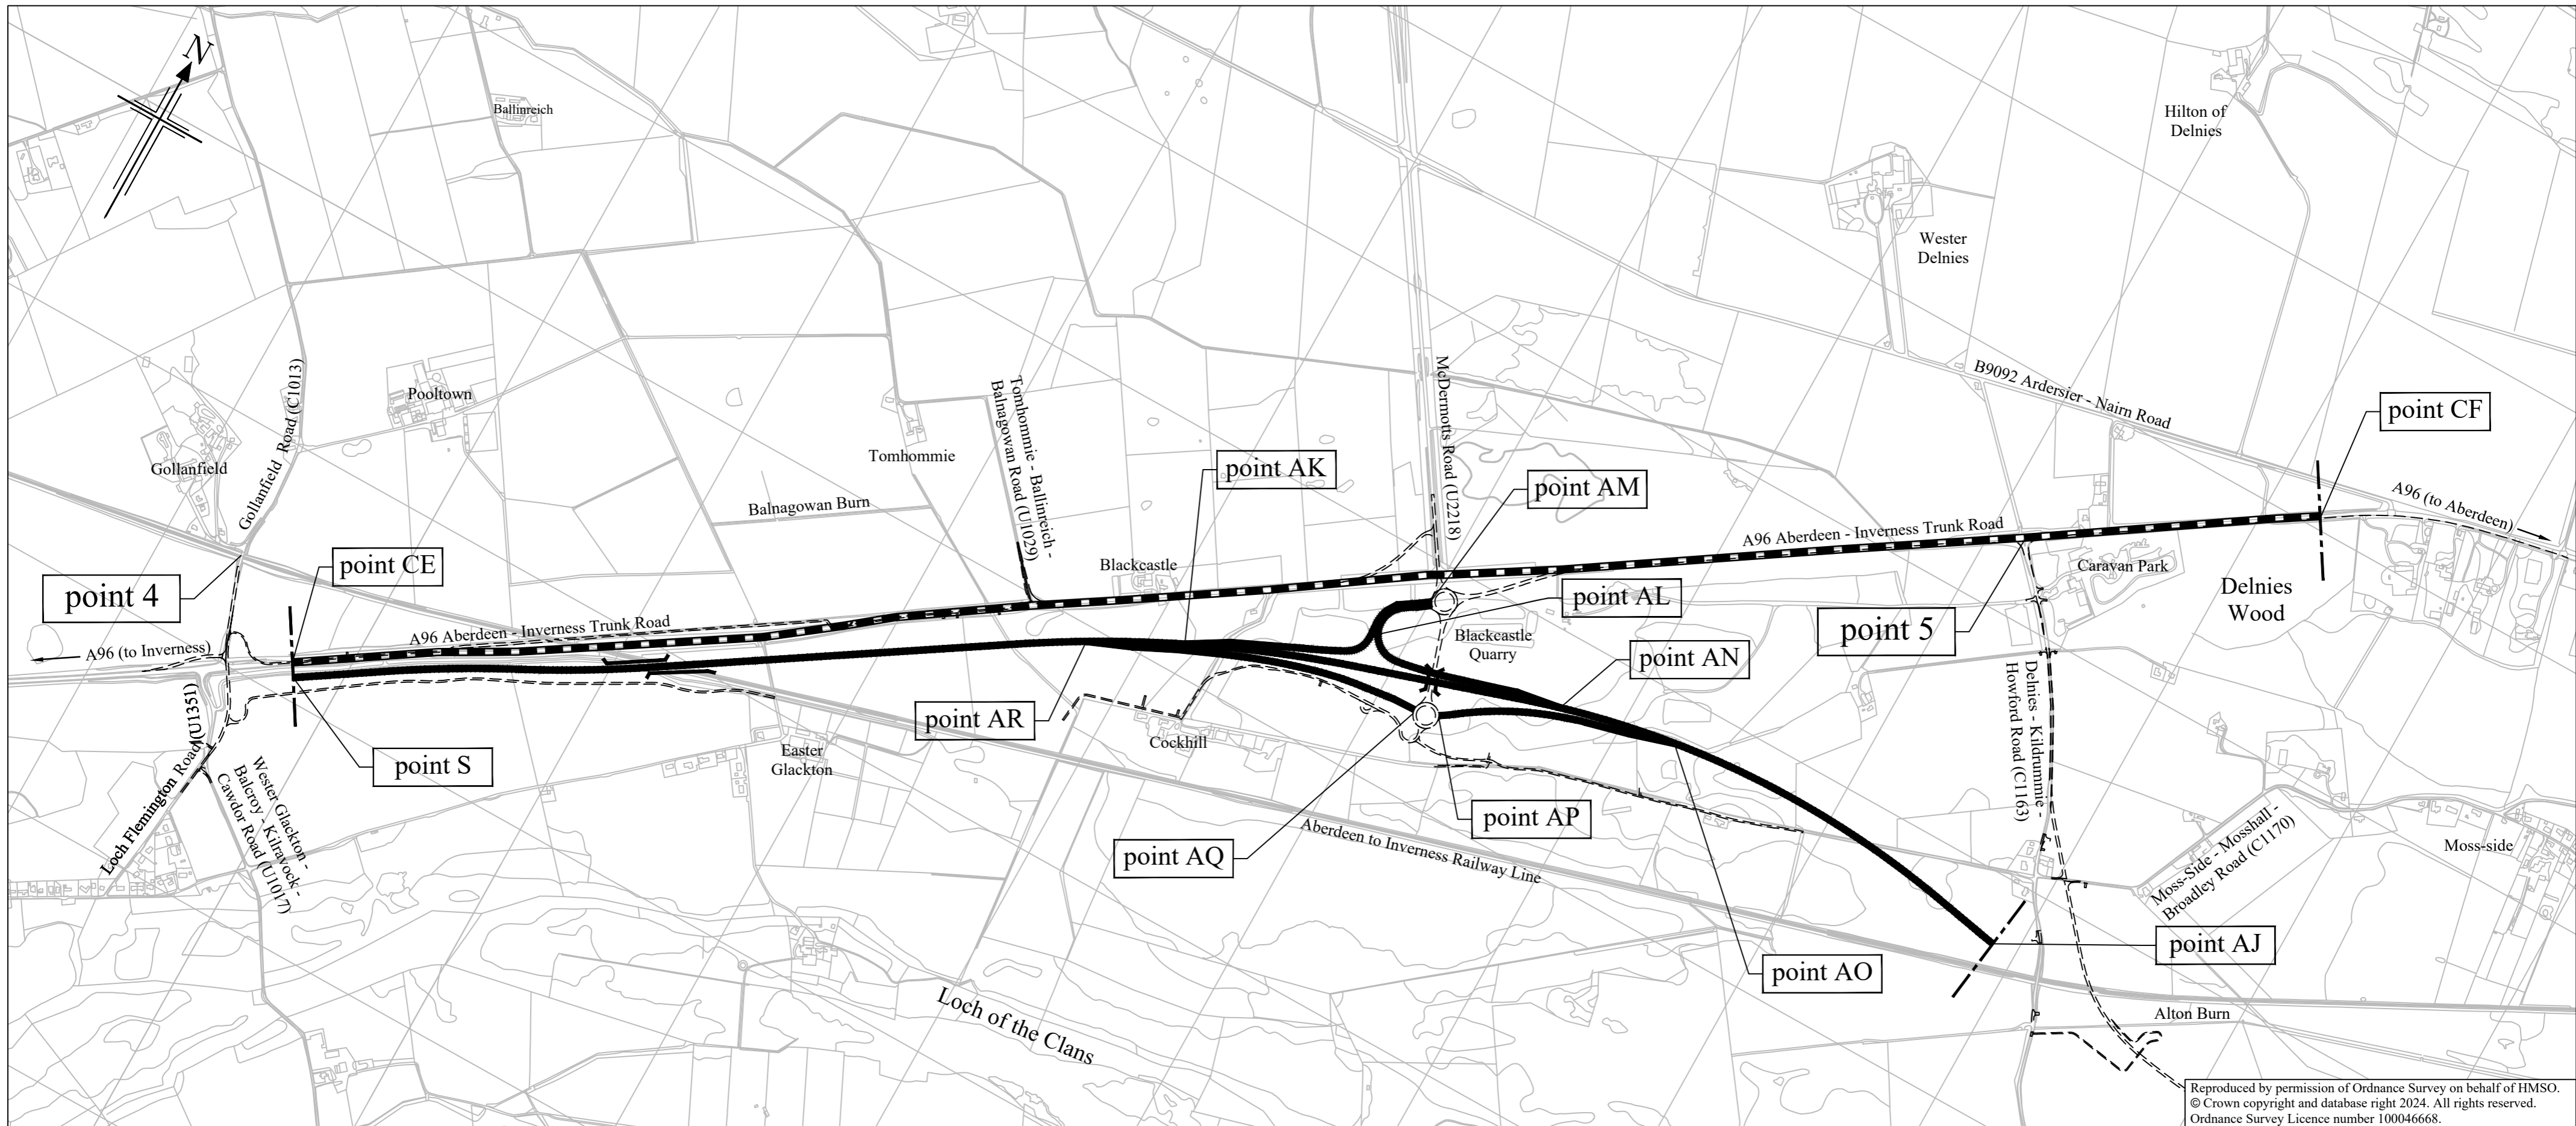 N
Ballinreich
Hilton of
Delnies
Wester
Delnies
Gollanfield Road (C1013)
Pooltown
Gollanfield
Tomhommie
Tomhommie - Ballinreich -
Balnagowan Road (U1029)
McDermotts Road (U2218)
B9092 Ardersier - Nairn Road
point CF
point AK
point AM
Balnagowan Burn
A96 (to Aberdeen)
A96 Aberdeen - Inverness Trunk Road
point CE
Blackcastle
Caravan Park
Delnies
Wood
point 4
point AL
point 5
A96 Aberdeen - Inverness Trunk Road
A96 (to Inverness)
Blackcastle
Quarry
point AN
Delnies - Kildrummie -
Howford Road (C1163)
point AR
Cockhill
Easter
Glackton
point S
Loch Flemington Road (U1351)
Wester Glackton -
Balcroy - Kilravock -
Cawdor Road (U1017)
point AP
point AQ
Aberdeen to Inverness Railway Line
Moss-Side - Mosshall -
Broadley Road (C1170)
Moss-side
point AJ
point AO
Loch of the Clans
Alton Burn
Reproduced by permission of Ordnance Survey on behalf of HMSO.
© Crown copyright and database right 2024. All rights reserved.
Ordnance Survey Licence number 100046668.